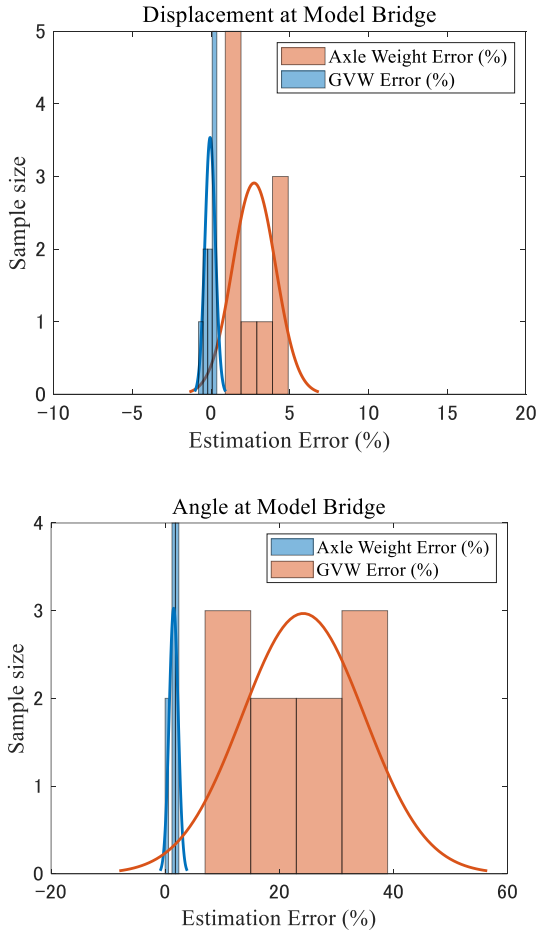 Displacement at Model Bridge
5
4
3
2
1
0
Sample size
Axle Weight Error (%)
GVW Error (%)
-10 -5 0 5 10 15 20
Estimation Error (%)
Angle at Model Bridge
4
3
2
1
0
Sample size
Axle Weight Error (%)
GVW Error (%)
-20 0 20 40 60
Estimation Error (%)